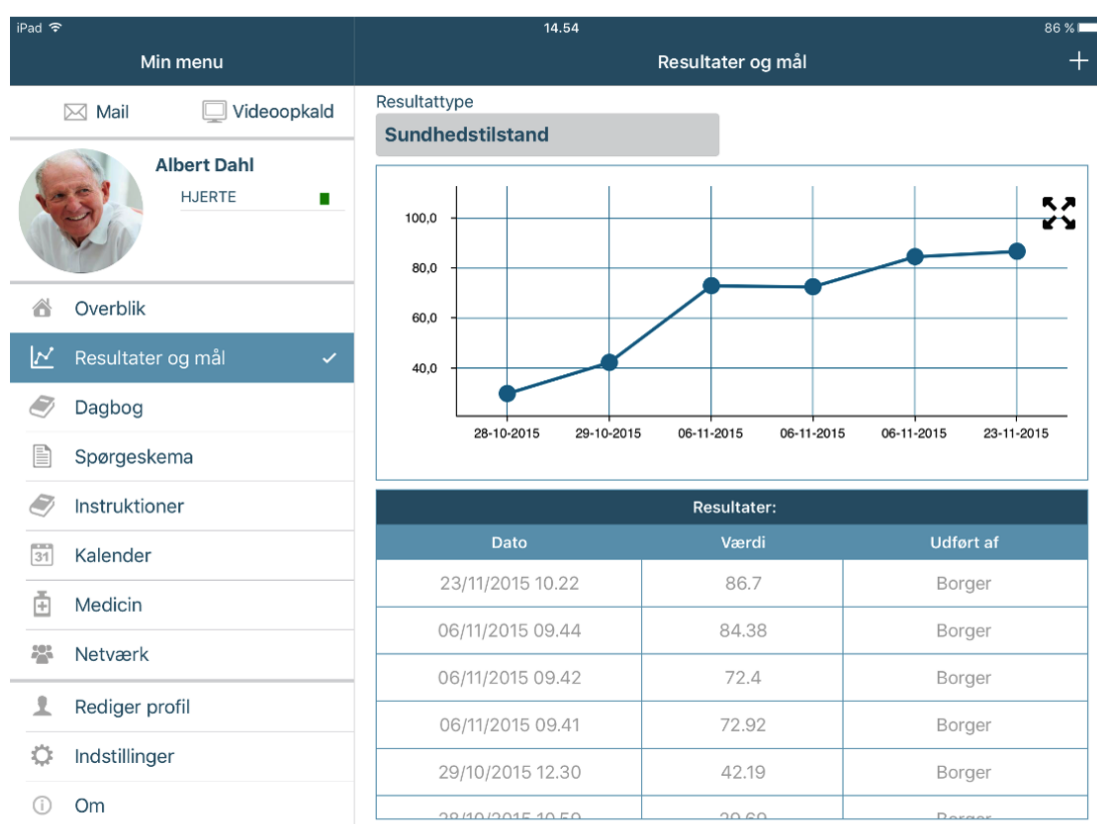 iPad 14.54 86 %
Min menu
Resultater og mål
+
Mail
Videoopkald
Albert Dahl
HJERTE
Overblik
Resultater og mål
Dagbog
Spørgeskema
Instruktioner
31 Kalender
Medicin
Netværk
Rediger profil
Indstillinger
Om
Resultattype
Sundhedstilstand
100,0
80,0
60,0
40,0
28-10-2015 29-10-2015 06-11-2015 06-11-2015 06-11-2015 23-11-2015
Resultater:
Dato Værdi Udført af
23/11/2015 10.22 86.7 Borger
06/11/2015 09.44 84.38 Borger
06/11/2015 09.42 72.4 Borger
06/11/2015 09.41 72.92 Borger
29/10/2015 12.30 42.19 Borger